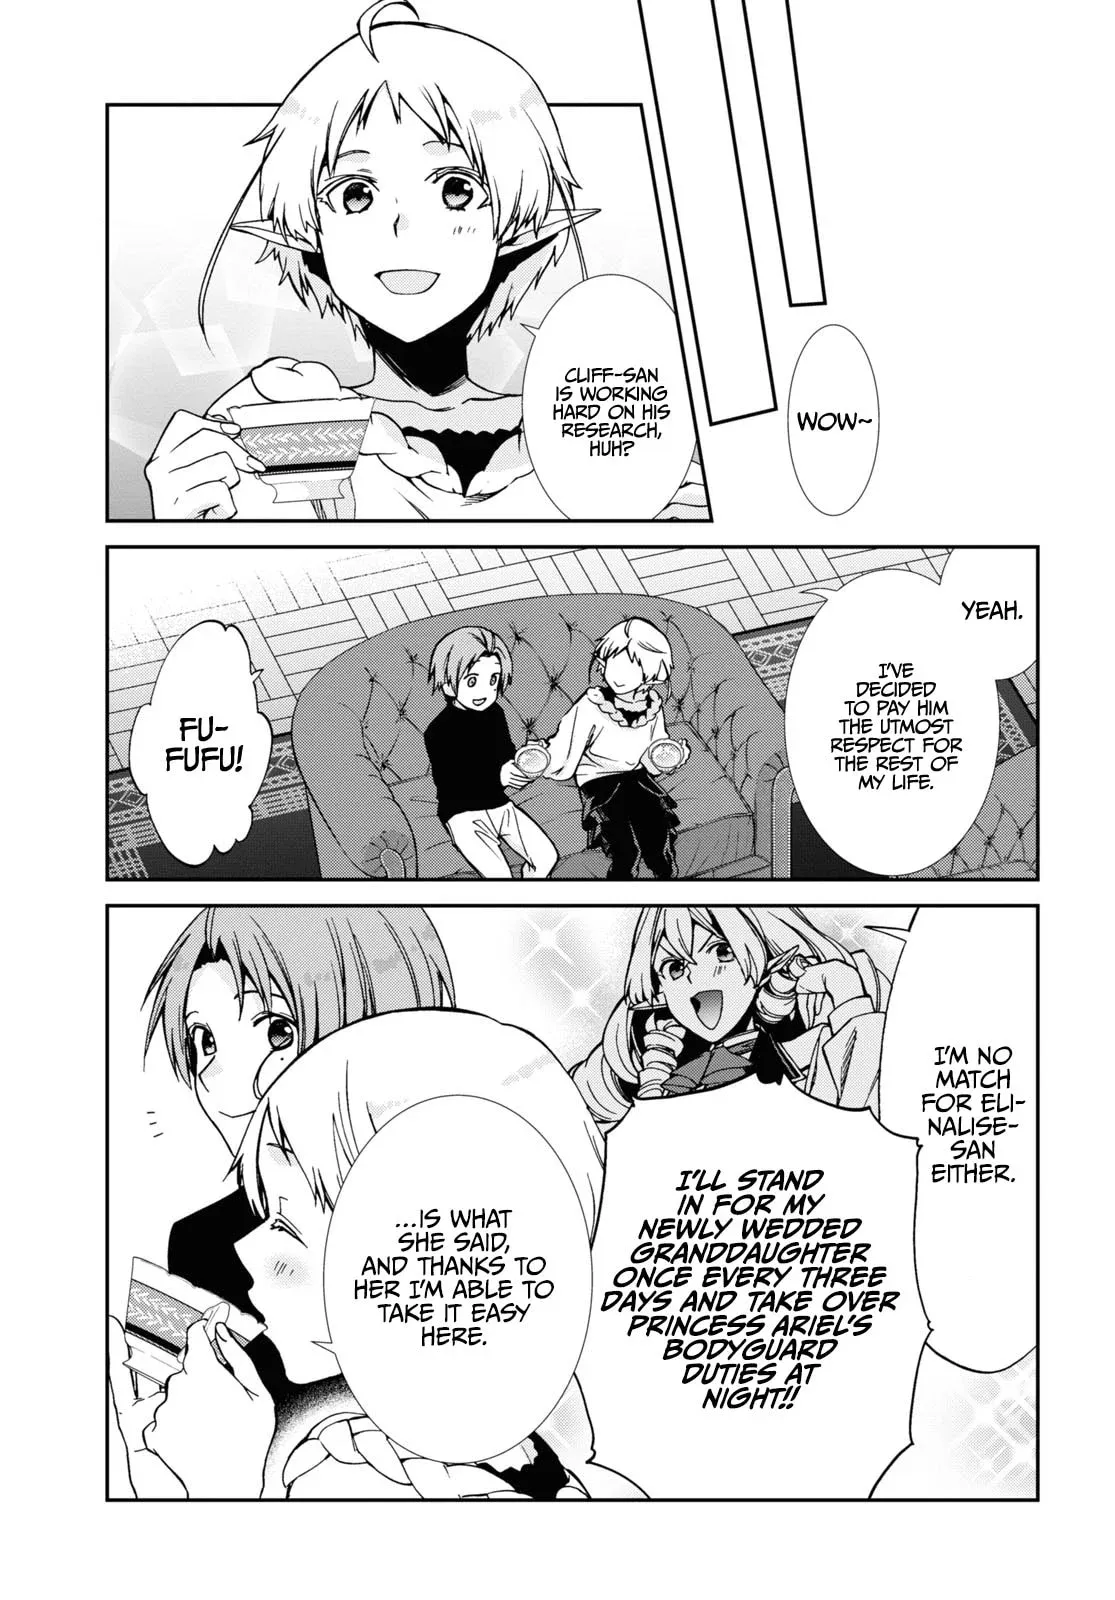 WOW~
CLIFF-SAN
IS WORKING
HARD ON HIS
RESEARCH,
HUH?
YEAH.
I'VE
DECIDED
TO PAY HIM
THE UTMOST
RESPECT FOR
THE REST OF
MY LIFE.
FU-
FUFU!
I'M NO
MATCH
FOR ELI-
NALISE-
SAN
EITHER.
I'LL STAND
IN FOR MY
NEWLY WEDDED
GRANDDAUGHTER
ONCE EVERY THREE
DAYS AND TAKE OVER
PRINCESS ARIEL'S
BODYGUARD
DUTIES AT
NIGHT!!
...IS WHAT
SHE SAID,
AND THANKS TO
HER I'M ABLE TO
TAKE IT EASY
HERE.